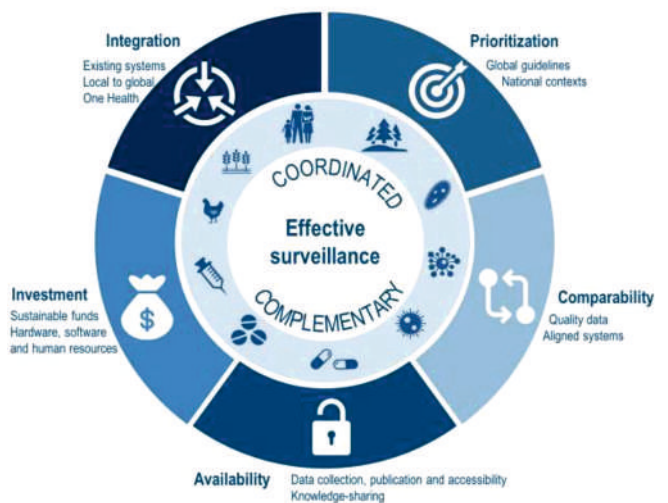 Integration
Existing systems
Local to global
One Health
Prioritization
Global guidelines
National contexts
COORDINATED
Effective
surveillance
COMPLEMENTARY
Investment
Sustainable funds
Hardware, software
and human resources
$
Comparability
Quality data
Aligned systems
Availability
Data collection, publication and accessibility
Knowledge-sharing